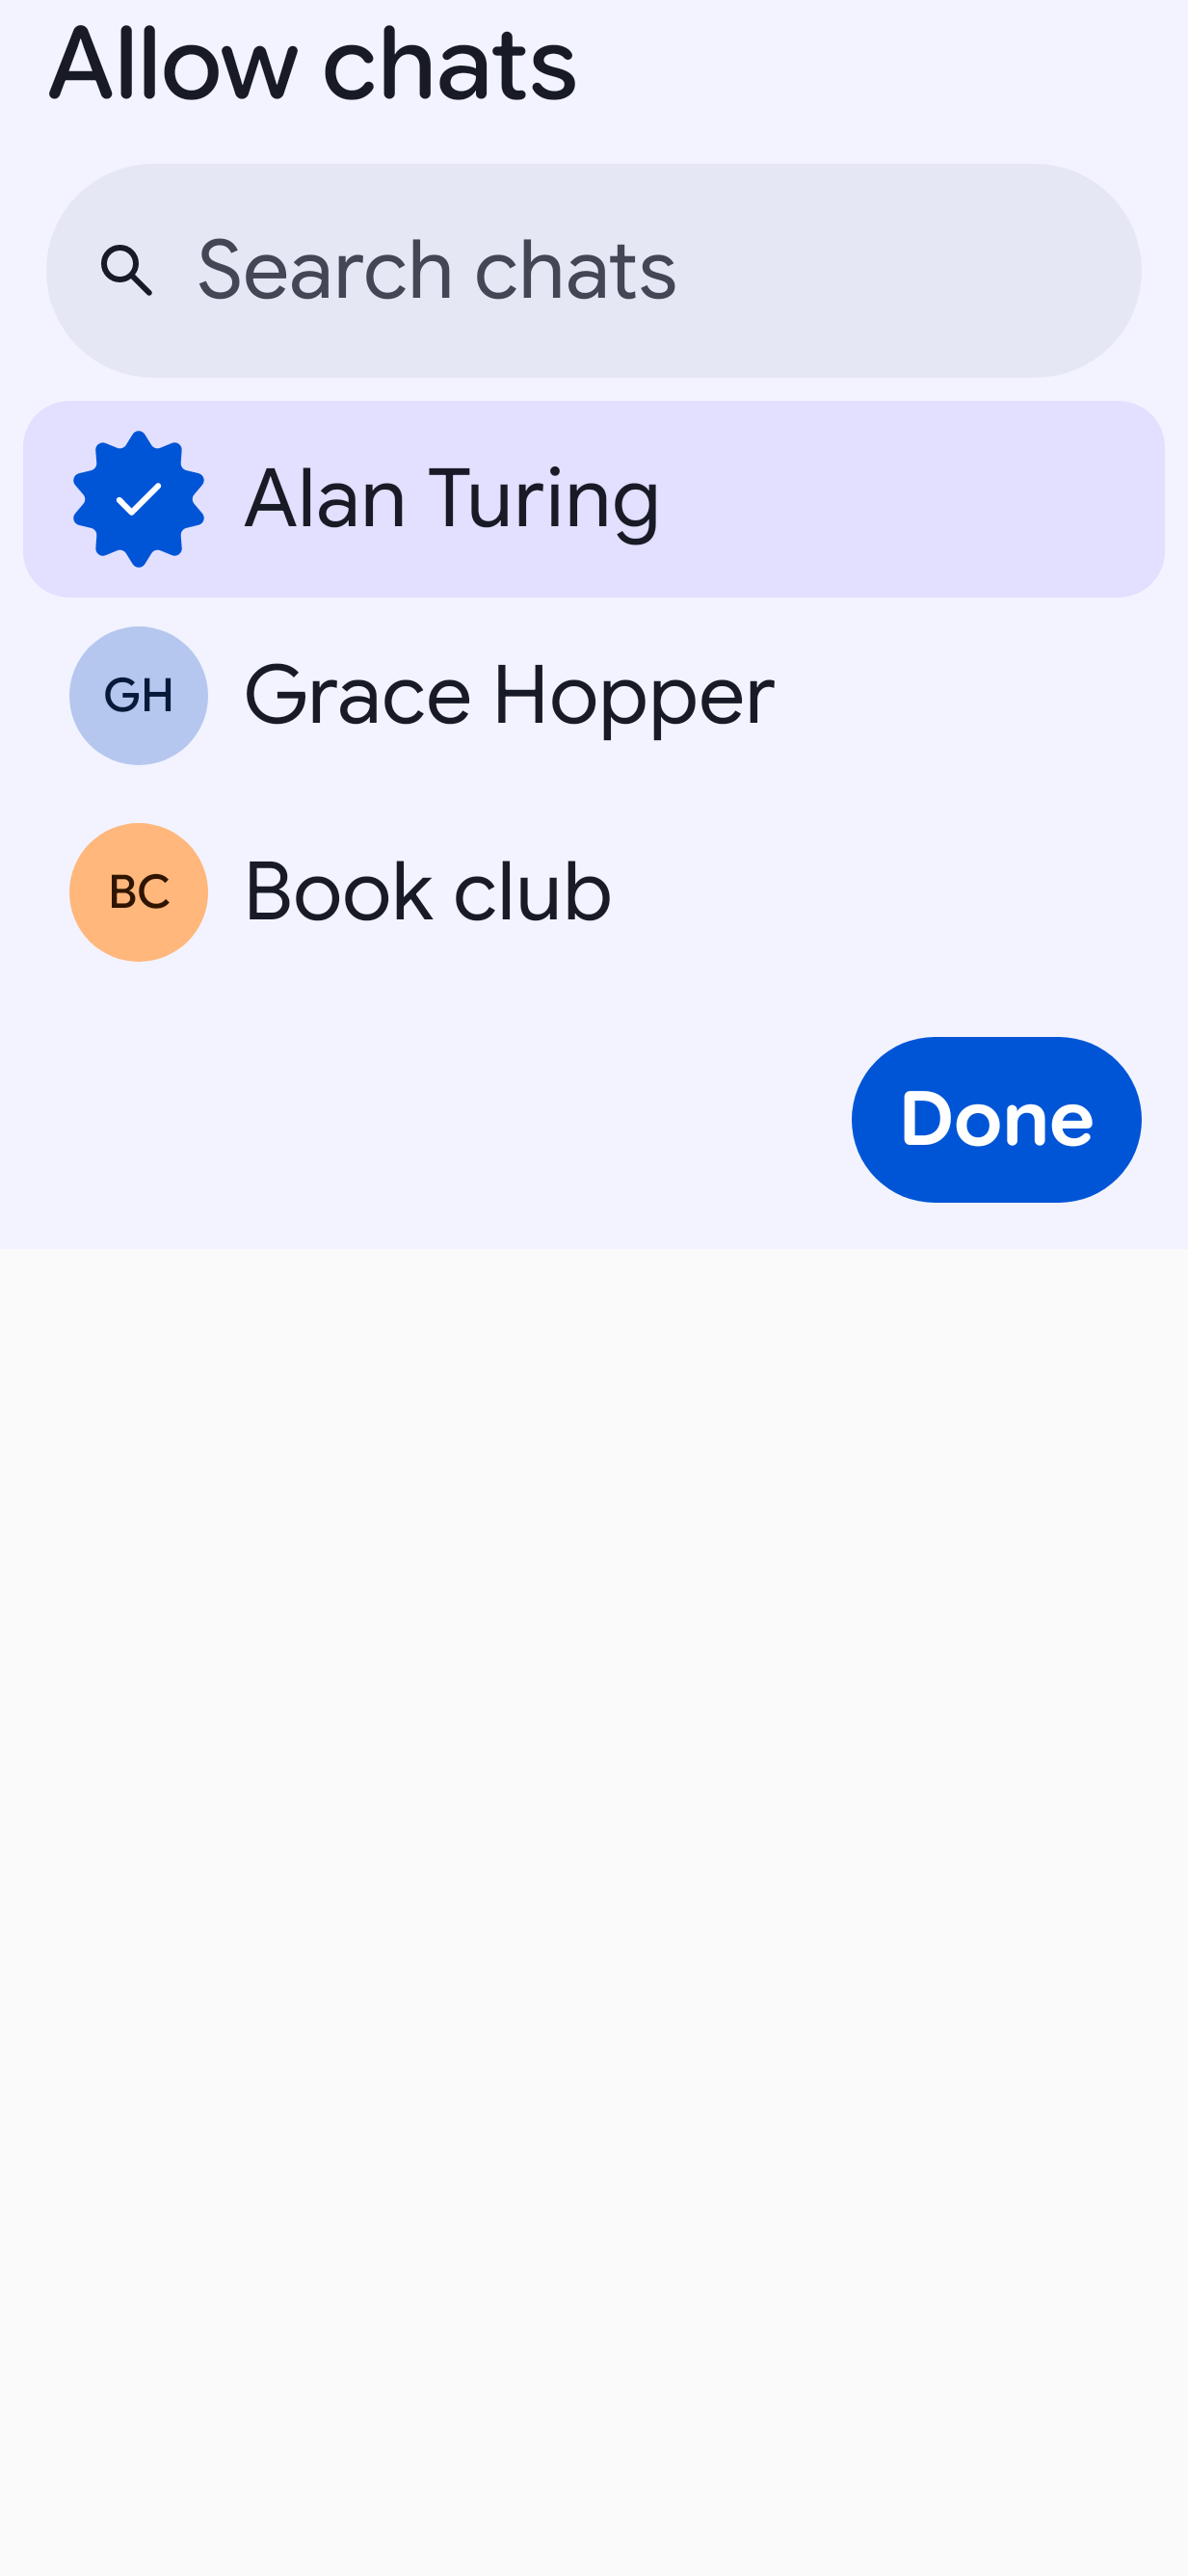 Allow chats
Search chats
Alan Turing
GH
Grace Hopper
BC
Book club
Done